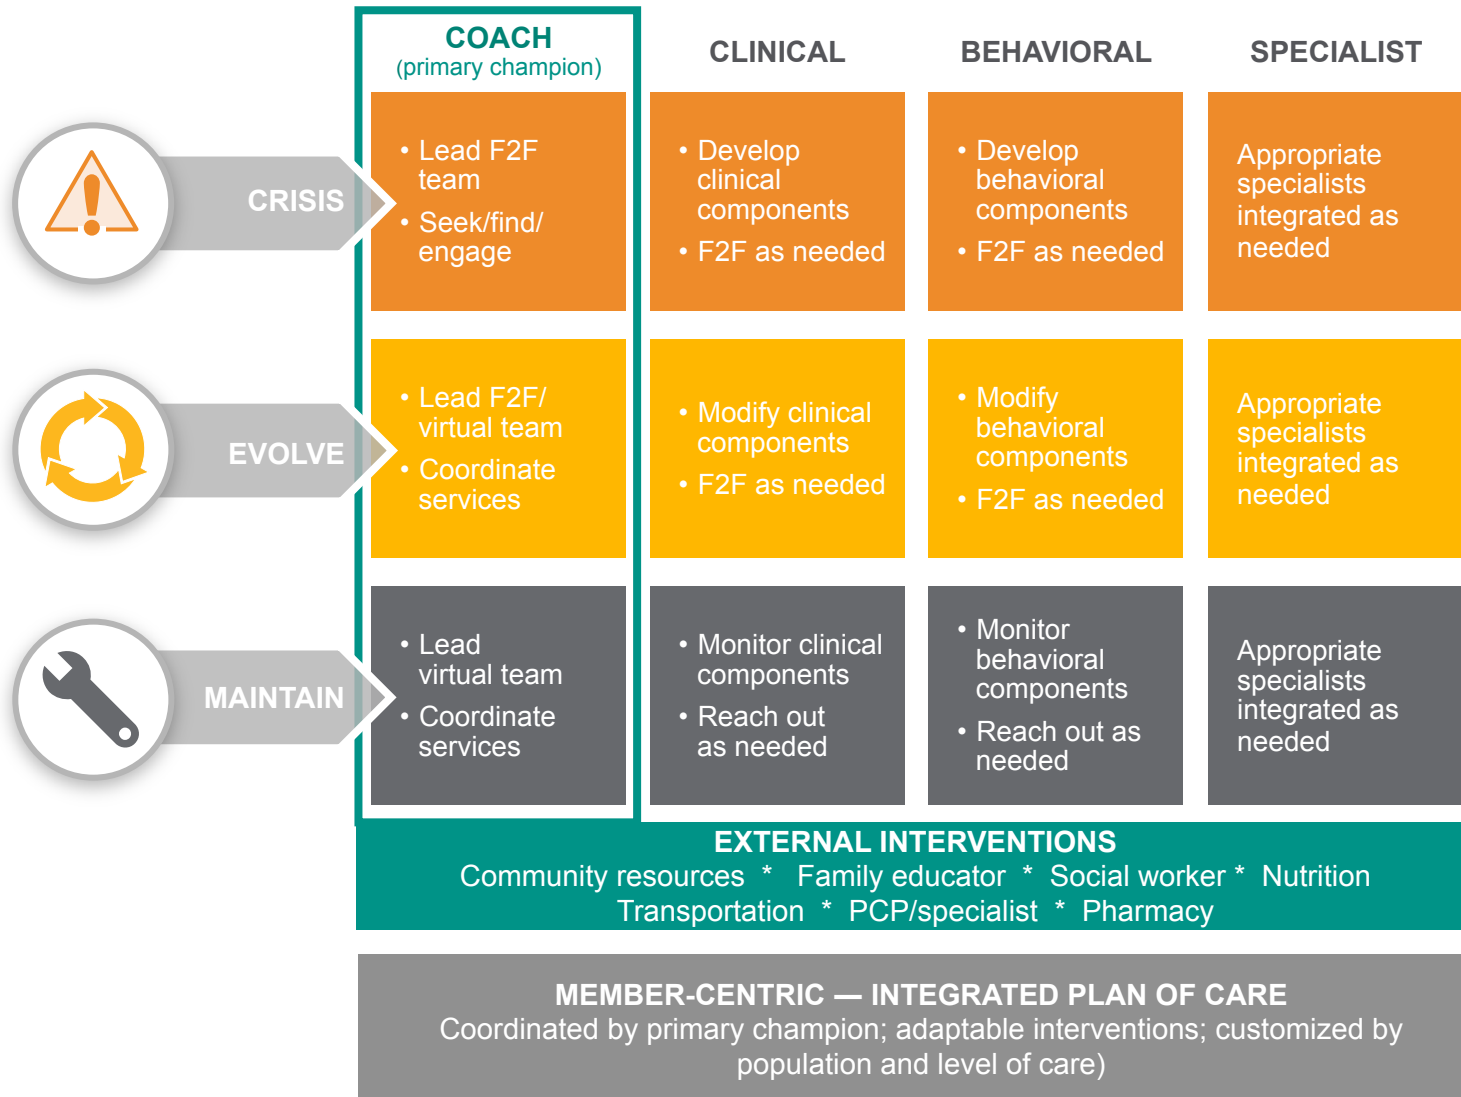 COACH
(primary champion)
CLINICAL
BEHAVIORAL
SPECIALIST
CRISIS
• Lead F2F
team
• Seek/find/
engage
• Develop
clinical
components
• F2F as needed
• Develop
behavioral
components
• F2F as needed
Appropriate
specialists
integrated as
needed
EVOLVE
• Lead F2F/
virtual team
• Coordinate
services
• Modify clinical
components
• F2F as needed
• Modify
behavioral
components
• F2F as needed
Appropriate
specialists
integrated as
needed
MAINTAIN
• Lead
virtual team
• Coordinate
services
• Monitor clinical
components
• Reach out
as needed
• Monitor
behavioral
components
• Reach out as
needed
Appropriate
specialists
integrated as
needed
EXTERNAL INTERVENTIONS
Community resources * Family educator * Social worker * Nutrition
Transportation * PCP/specialist * Pharmacy
MEMBER-CENTRIC — INTEGRATED PLAN OF CARE
Coordinated by primary champion; adaptable interventions; customized by
population and level of care)